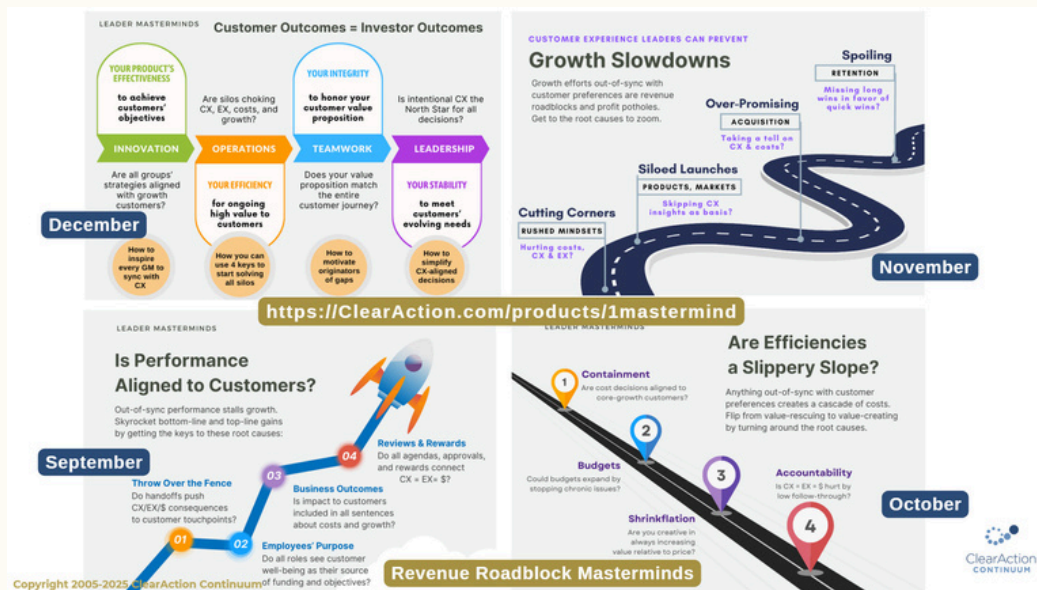 LEADER MASTERMINDS
Customer Outcomes = Investor Outcomes
YOUR PRODUCT'S
EFFECTIVENESS
to achieve
customers'
objectives
Are silos choking
CX, EX, costs, and
growth?
YOUR INTEGRITY
to honor your
customer value
proposition
Is intentional CX the
North Star for all
decisions?
INNOVATION
OPERATIONS
TEAMWORK
LEADERSHIP
Are all groups'
strategies aligned
with growth
customers?
YOUR EFFICIENCY
for ongoing
high value to
customers
Does your value
proposition match
the entire
customer journey?
YOUR STABILITY
to meet
customers'
evolving needs
December
How to
inspire
every GM to
sync with
CX
How you can
use 4 keys to
start solving
all silos
How to
motivate
originators
of gaps
How to
simplify
CX-aligned
decisions
CUSTOMER EXPERIENCE LEADERS CAN PREVENT
Growth Slowdowns
Growth efforts out-of-sync with
customer preferences are revenue
roadblocks and profit potholes.
Get to the root causes to zoom.
Spoiling
RETENTION
Missing long
wins in favor of
quick wins?
Over-Promising
ACQUISITION
Taking a toll on
CX & costs?
Siloed Launches
PRODUCTS, MARKETS
Skipping CX
insights as basis?
Cutting Corners
RUSHED MINDSETS
Hurting costs,
CX & EX?
November
https://ClearAction.com/products/1mastermind
LEADER MASTERMINDS
Is Performance
Aligned to Customers?
Out-of-sync performance stalls growth.
Skyrocket bottom-line and top-line gains
by getting the keys to these root causes:
September
04
Reviews & Rewards
Do all agendas, approvals,
and rewards connect
CX = EX= $?
03
Business Outcomes
Is impact to customers
included in all sentences
about costs and growth?
Throw Over the Fence
Do handoffs push
CX/EX/$ consequences
to customer touchpoints?
01
02
Employees' Purpose
Do all roles see customer
well-being as their source
of funding and objectives?
LEADER MASTERMINDS
Are Efficiencies
a Slippery Slope?
Anything out-of-sync with customer
preferences creates a cascade of costs.
Flip from value-rescuing to value-creating
by turning around the root causes.
1
Containment
Are cost decisions aligned to
core-growth customers?
2
Budgets
Could budgets expand by
stopping chronic issues?
3
Shrinkflation
Are you creative in
always increasing
value relative to price?
Accountability
Is CX = EX = $ hurt by
low follow-through?
4
October
ClearAction
CONTINUUM
Revenue Roadblock Masterminds
Copyright 2005-2025 ClearAction Continuum